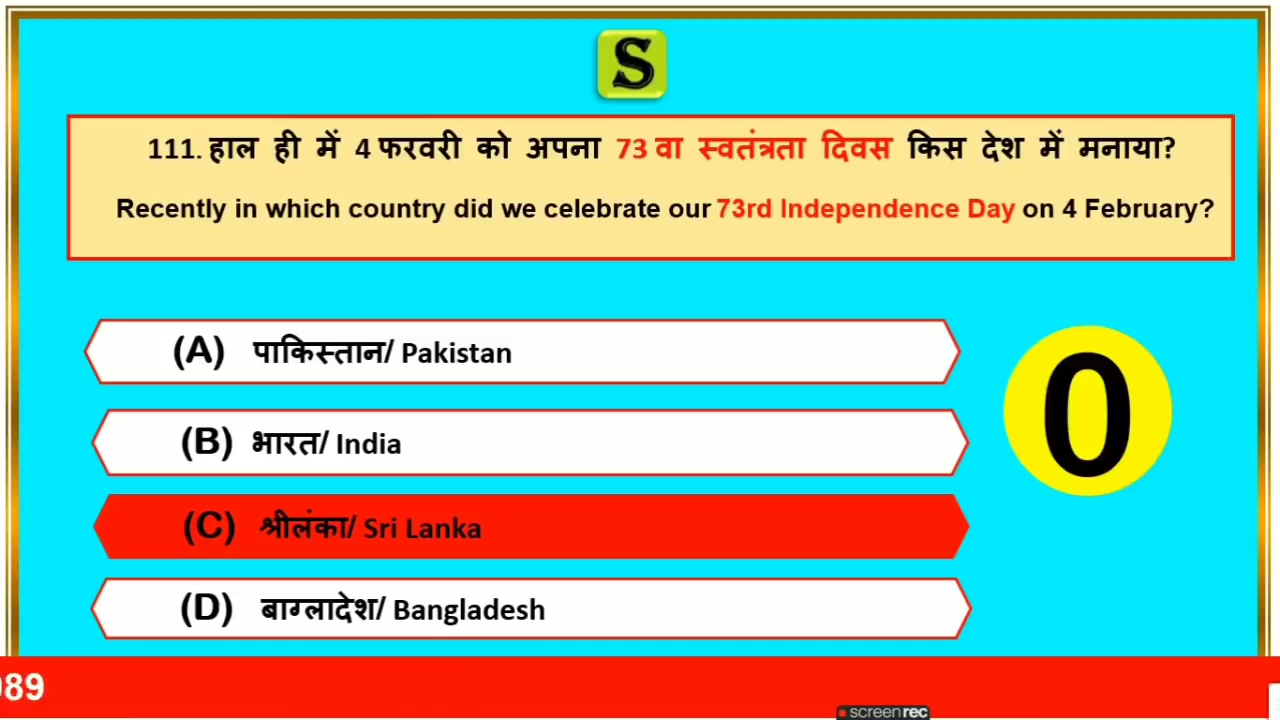 S
111. हाल ही में 4 फरवरी को अपना 73 वा स्वतंत्रता दिवस किस देश में मनाया?
Recently in which country did we celebrate our 73rd Independence Day on 4 February?
(A) पाकिस्तान/ Pakistan
0
(B) भारत/ India
(C) श्रीलंका/ Sri Lanka
(D) बाग्लादेश/ Bangladesh
89
screenrec